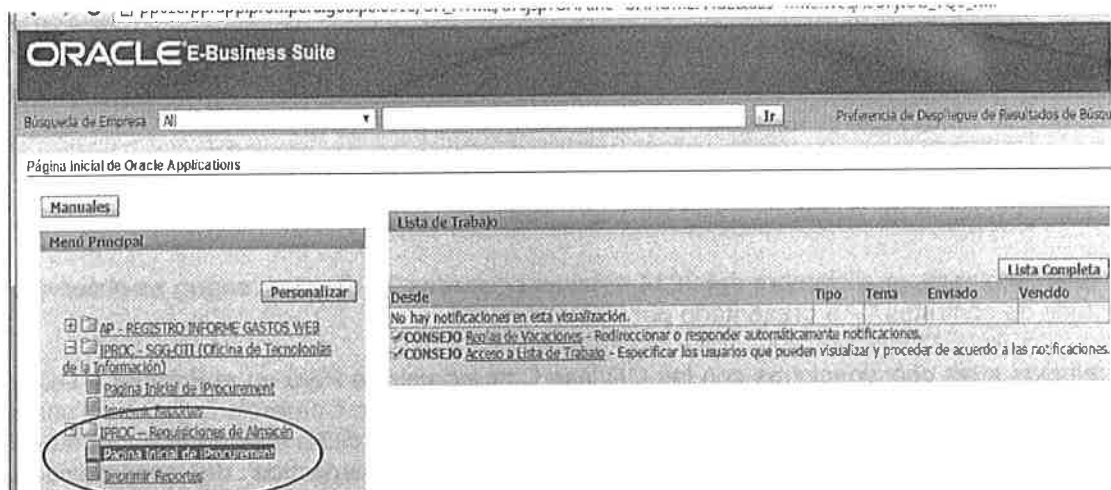 ORACLE E-Business Suite
Búsqueda de Empresa All Ir Preferencia de Despliegue de Resultados de Búsqu
Página Inicial de Oracle Applications
Manuales
Menú Principal
Personalizar
AP - REGISTRO INFORME GASTOS WEB
IPROC - SGG-OTI (Oficina de Tecnologías
de la Información)
Pagina Inicial de iProcurement
Imprimir Reportes
IPROC – Requisiciones de Almacén
Pagina Inicial de iProcurement
Imprimir Reportes
Lista de Trabajo
Lista Completa
Desde Tipo Tema Enviado Vencido
No hay notificaciones en esta visualización.
CONSEJO Reglas de Vacaciones - Redireccionar o responder automáticamente notificaciones.
CONSEJO Acceso a Lista de Trabajo - Especificar los usuarios que pueden visualizar y proceder de acuerdo a las notificaciones.